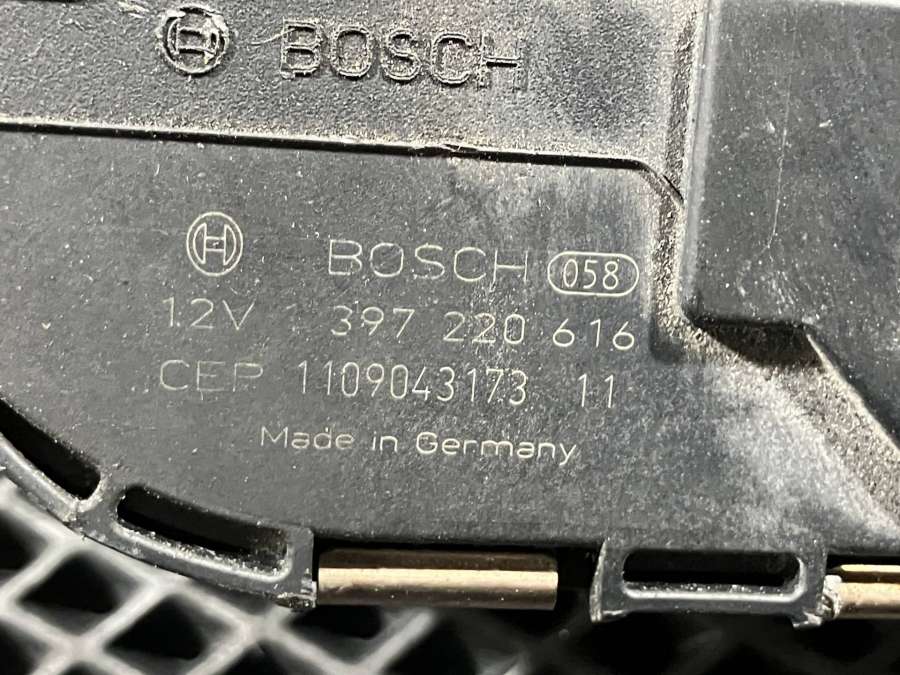 BOSCH
BOSCH 058
12V 397 220 616
CEP 1109043173 11
Made in Germany